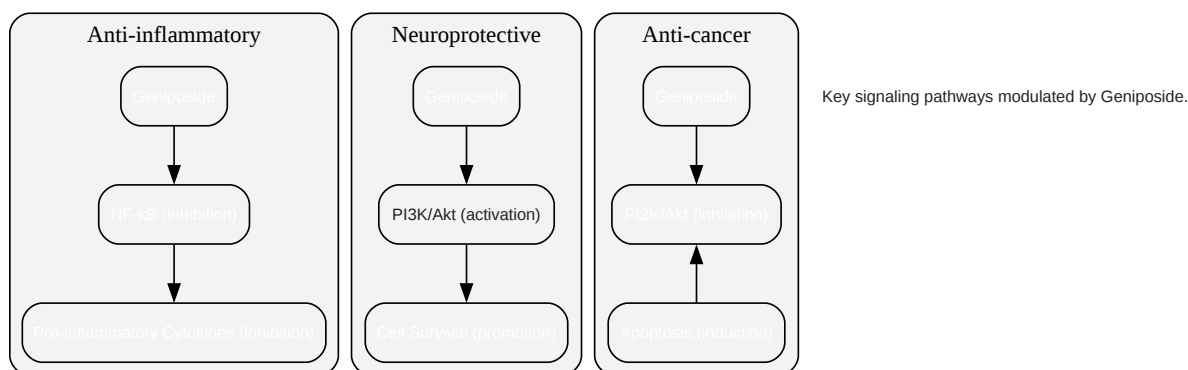 Anti-inflammatory
Geniposide
NF-κB (inhibition)
Pro-inflammatory Cytokines (inhibition)
Neuroprotective
Geniposide
PI3K/Akt (activation)
Cell Survival (promotion)
Anti-cancer
Geniposide
PI3K/Akt (inhibition)
Apoptosis (induction)
Key signaling pathways modulated by Geniposide.